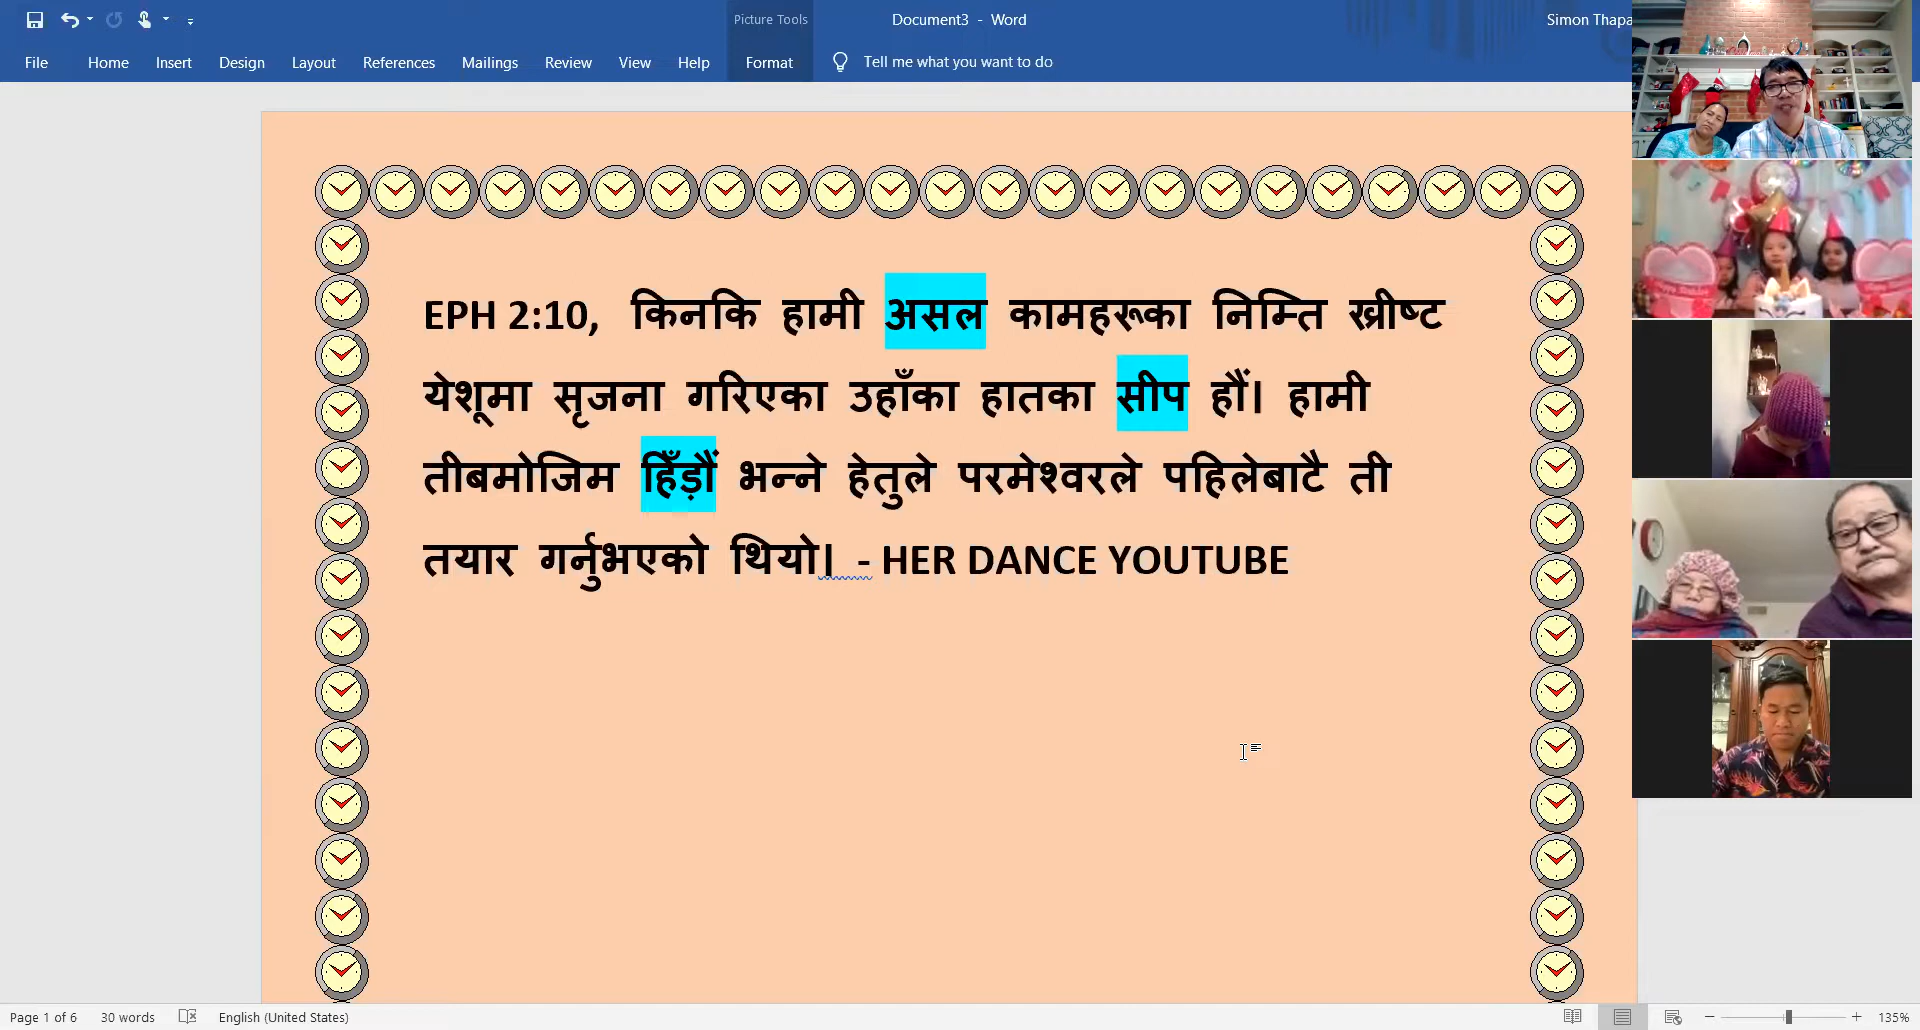 Picture Tools
Document3 - Word
Simon Thapa
File Home Insert Design Layout References Mailings Review View Help Format Tell me what you want to do
EPH 2:10, किनकि हामी असल कामहरूका निम्ति ख्रीष्ट
येशूमा सृजना गरिएका उहाँका हातका सीप हौं। हामी
तीबमोजिम हिँड़ौं भन्ने हेतुले परमेश्वरले पहिलेबाटै ती
तयार गर्नुभएको थियो। - HER DANCE YOUTUBE
Page 1 of 6 30 words English (United States) 135%